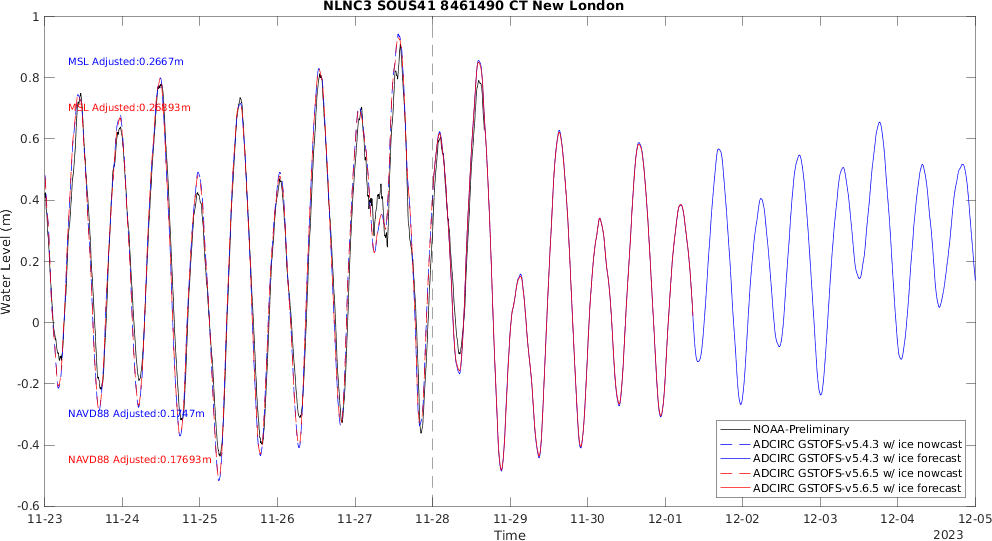 NLNC3 SOUS41 8461490 CT New London
Water Level (m)
1
0.8
0.6
0.4
0.2
0
-0.2
-0.4
-0.6
MSL Adjusted:0.2667m
MSL Adjusted:0.26893m
NAVD88 Adjusted:0.1747m
NAVD88 Adjusted:0.17693m
NOAA-Preliminary
ADCIRC GSTOFS-v5.4.3 w/ ice nowcast
ADCIRC GSTOFS-v5.4.3 w/ ice forecast
ADCIRC GSTOFS-v5.6.5 w/ ice nowcast
ADCIRC GSTOFS-v5.6.5 w/ ice forecast
11-23 11-24 11-25 11-26 11-27 11-28 11-29 11-30 12-01 12-02 12-03 12-04 12-05
Time
2023